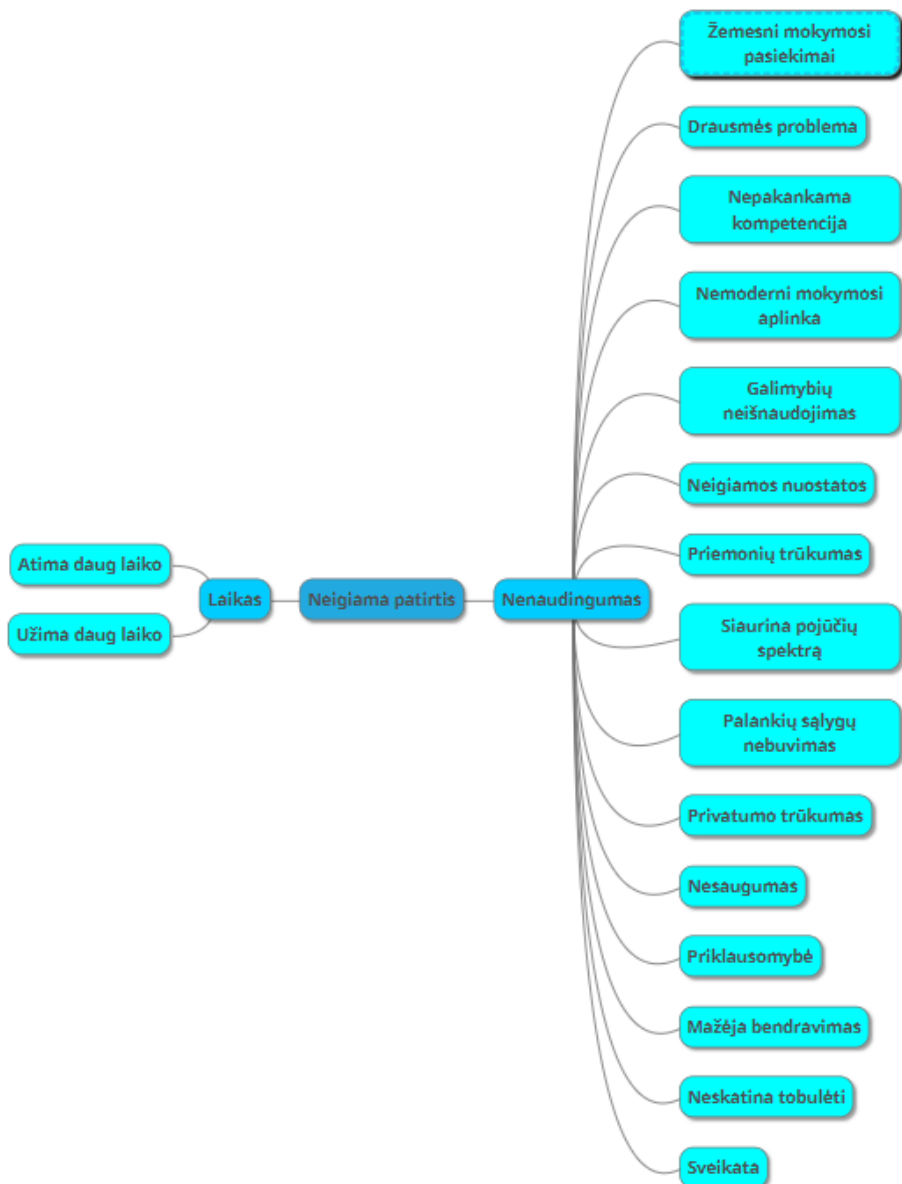 Žemesni mokymosi
pasiekimai
Drausmės problema
Nepakankama
kompetencija
Nemoderni mokymosi
aplinka
Galimybių
neišnaudojimas
Neigiamos nuostatos
Priemonių trūkumas
Siaurina pojūčių
spektrą
Palankių sąlygų
nebuvimas
Privatumo trūkumas
Nesaugumas
Priklausomybė
Mažėja bendravimas
Neskatina tobulėti
Sveikata
Nenaudingumas
Neigiama patirtis
Laikas
Atima daug laiko
Užima daug laiko